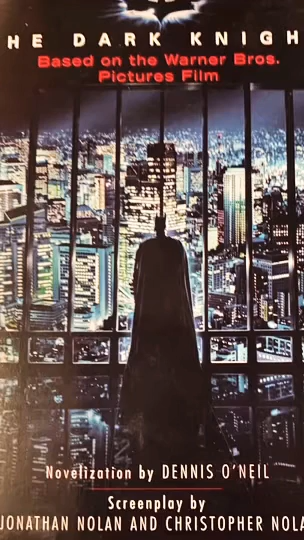 HE DARK KNIGH
Based on the Warner Bros.
Pictures Film
Novelization by DENNIS O'NEIL
Screenplay by
JONATHAN NOLAN AND CHRISTOPHER NOLA